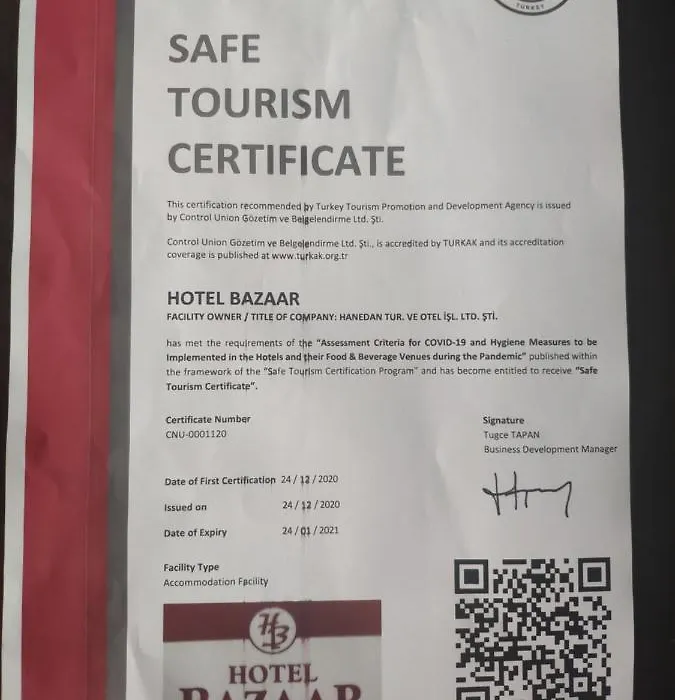 TURKEY
SAFE
TOURISM
CERTIFICATE
This certification recommended by Turkey Tourism Promotion and Development Agency is issued
by Control Union Gözetim ve Belgelendirme Ltd. Şti.
Control Union Gözetim ve Belgelendirme Ltd. Şti., is accredited by TURKAK and its accreditation
coverage is published at www.turkak.org.tr
HOTEL BAZAAR
FACILITY OWNER / TITLE OF COMPANY: HANEDAN TUR. VE OTEL İŞL. LTD. ŞTİ.
has met the requirements of the "Assessment Criteria for COVID-19 and Hygiene Measures to be
Implemented in the Hotels and their Food & Beverage Venues during the Pandemic" published within
the framework of the "Safe Tourism Certification Program" and has become entitled to receive "Safe
Tourism Certificate".
Certificate Number
CNU-0001120
Signature
Tugce TAPAN
Business Development Manager
Date of First Certification 24 / 12 / 2020
Issued on 24 / 12 / 2020
Date of Expiry 24 / 01 / 2021
Facility Type
Accommodation Facility
HB
HOTEL
BAZAAR